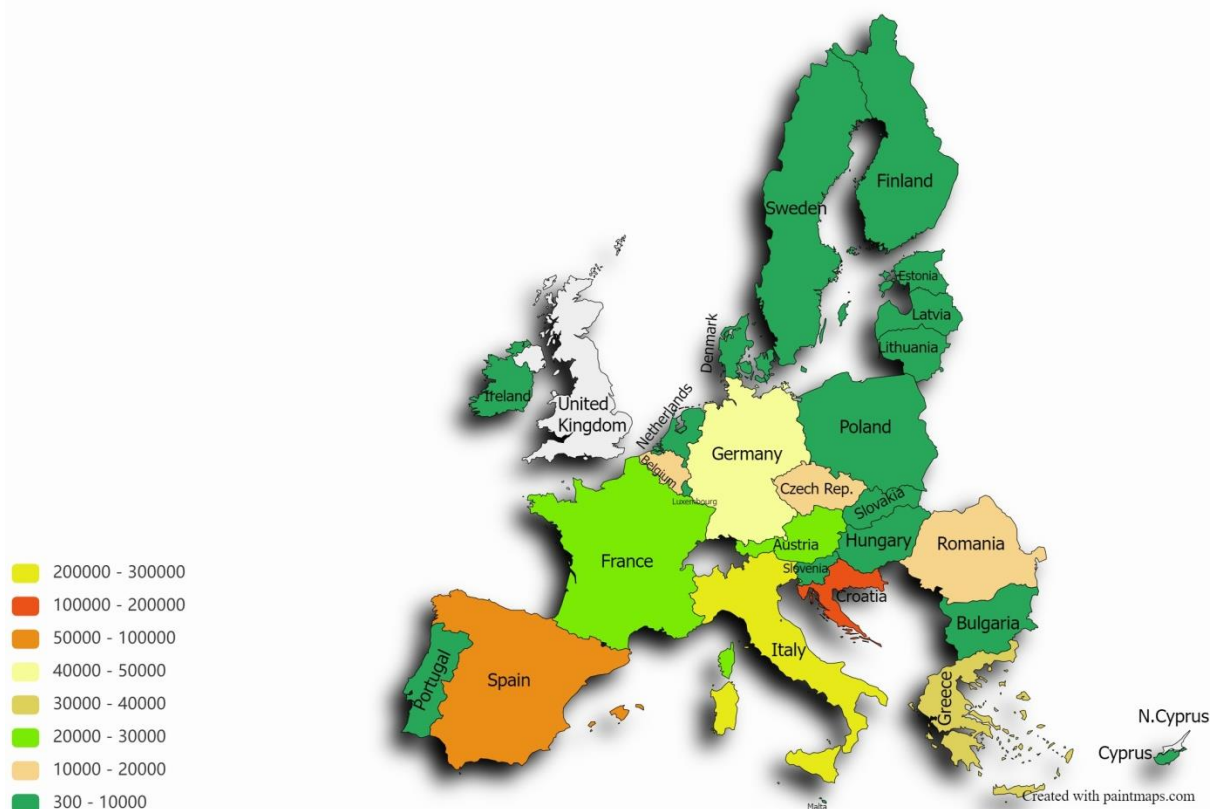 Finland
Sweden
Estonia
Latvia
Lithuania
Denmark
Ireland
United
Kingdom
Netherlands
Poland
Germany
Belgium
Czech Rep.
Luxembourg
Slovakia
Hungary
Romania
Austria
France
Slovenia
Croatia
Bulgaria
Italy
Portugal
Spain
Greece
N.Cyprus
Cyprus
Malta
200000 - 300000
100000 - 200000
50000 - 100000
40000 - 50000
30000 - 40000
20000 - 30000
10000 - 20000
300 - 10000
Created with paintmaps.com